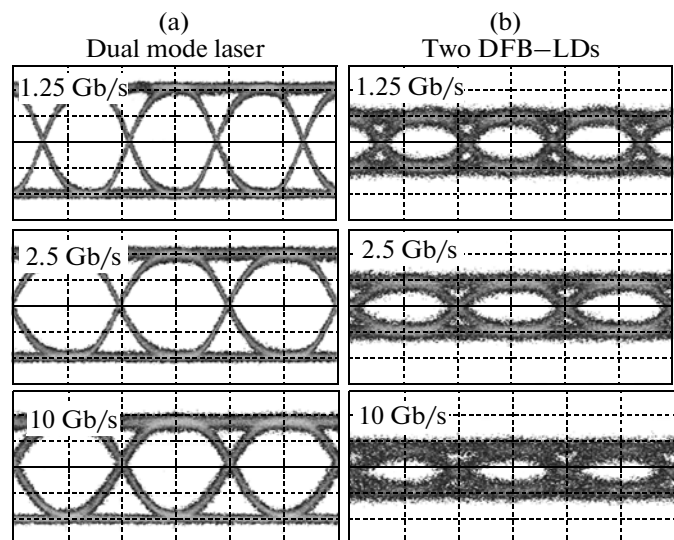 (a)
Dual mode laser
1.25 Gb/s
2.5 Gb/s
10 Gb/s
(b)
Two DFB−LDs
1.25 Gb/s
2.5 Gb/s
10 Gb/s